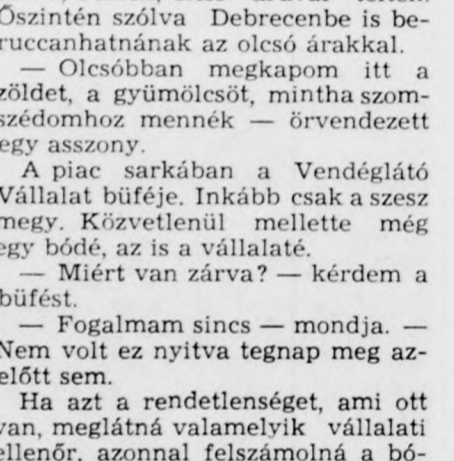 Őszintén szólva Debrecenbe is be-
ruccanhatnának az olcsó árakkal.
— Olcsóbban megkapom itt a
zöldet, a gyümölcsöt, mintha szom-
szédomhoz mennék — örvendezett
egy asszony.
A piac sarkában a Vendéglátó
Vállalat büféje. Inkább csak a szesz
megy. Közvetlenül mellette még
egy bódé, az is a vállalaté.
— Miért van zárva? — kérdem a
büfést.
— Fogalmam sincs — mondja. —
Nem volt ez nyitva tegnap meg az-
előtt sem.
Ha azt a rendetlenséget, ami ott
van, meglátná valamelyik vállalati
ellenőr, azonnal felszámolná a bó-